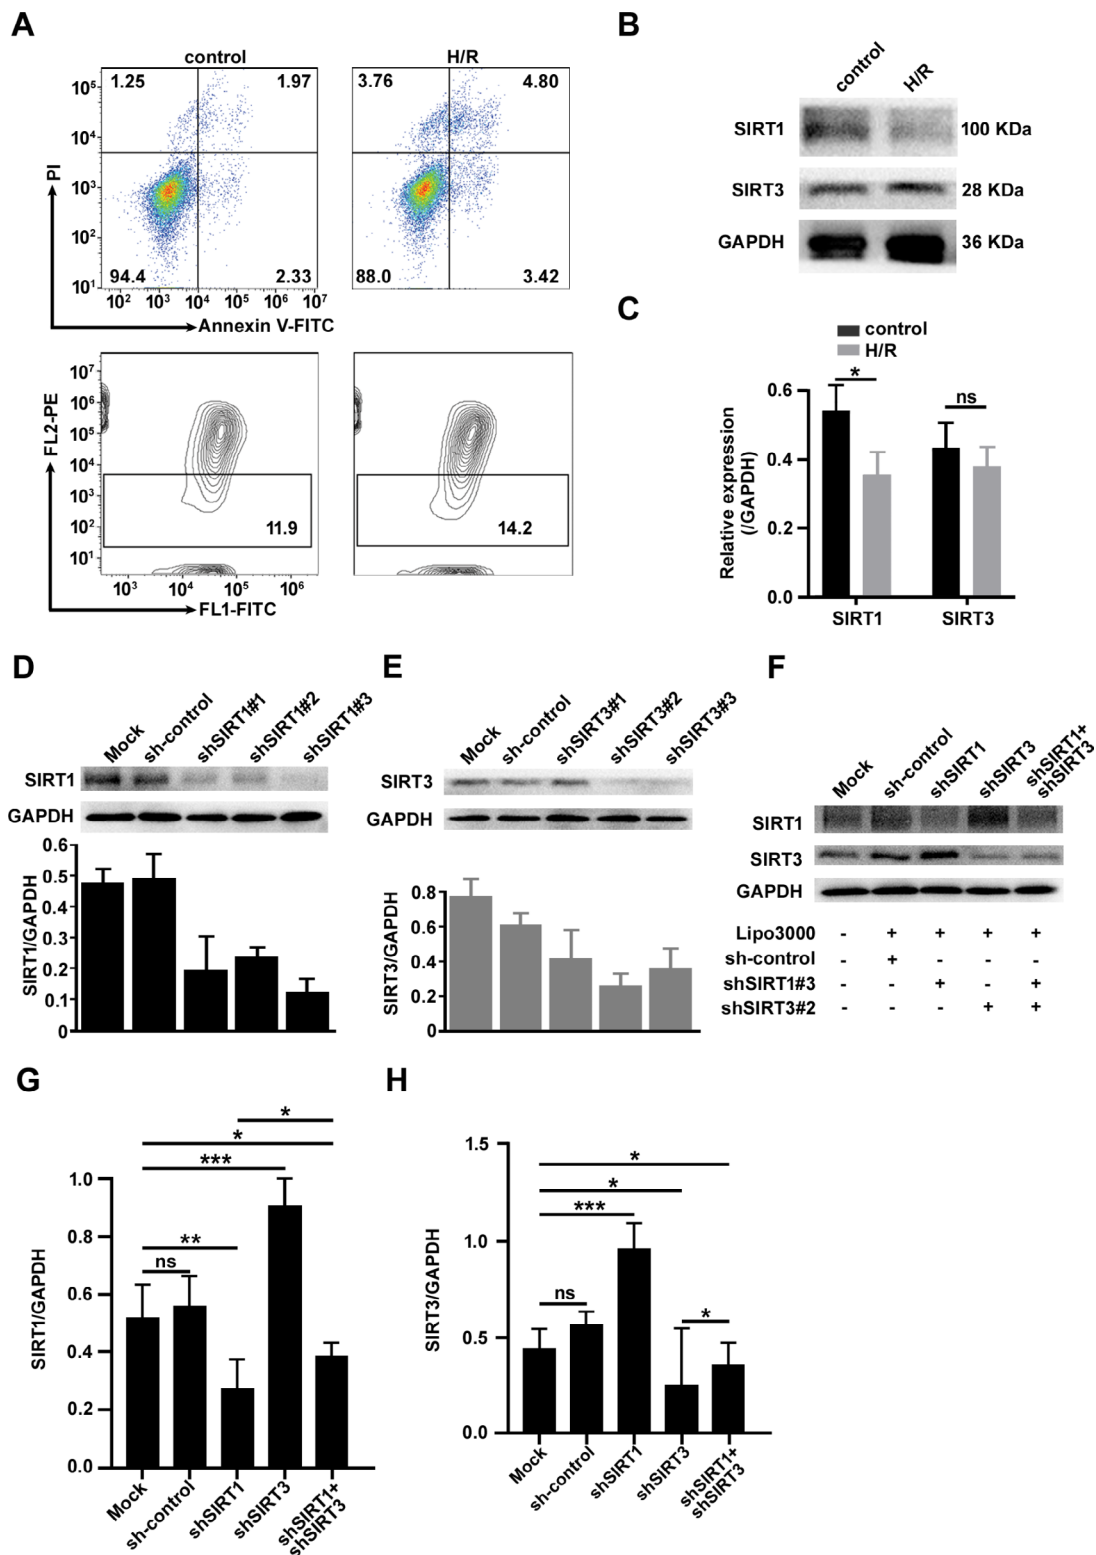 A
control
H/R
1.25
1.97
3.76
4.80
10⁵
10⁴
10³
10²
10¹
94.4
2.33
88.0
3.42
10² 10³ 10⁴ 10⁵ 10⁶ 10⁷
PI
Annexin V-FITC
10⁷
10⁶
10⁵
10⁴
10³
10²
10¹
11.9
14.2
10³ 10⁴ 10⁵ 10⁶
FL2-PE
FL1-FITC
B
control
H/R
SIRT1
100 KDa
SIRT3
28 KDa
GAPDH
36 KDa
C
control
H/R
*
ns
0.6
0.4
0.2
0.0
Relative expression
(/GAPDH)
SIRT1
SIRT3
D
Mock
sh-control
shSIRT1#1
shSIRT1#2
shSIRT1#3
SIRT1
GAPDH
0.6
0.5
0.4
0.3
0.2
0.1
0
SIRT1/GAPDH
E
Mock
sh-control
shSIRT3#1
shSIRT3#2
shSIRT3#3
SIRT3
GAPDH
0.8
0.6
0.4
0.2
0
SIRT3/GAPDH
F
Mock
sh-control
shSIRT1
shSIRT3
shSIRT1+
shSIRT3
SIRT1
SIRT3
GAPDH
Lipo3000 - + + + +
sh-control - + - - -
shSIRT1#3 - - + - +
shSIRT3#2 - - - + +
G
*
*
***
**
ns
1.0
0.8
0.6
0.4
0.2
0.0
SIRT1/GAPDH
Mock
sh-control
shSIRT1
shSIRT3
shSIRT1+
shSIRT3
H
*
*
***
ns
*
1.5
1.0
0.5
0.0
SIRT3/GAPDH
Mock
sh-control
shSIRT1
shSIRT3
shSIRT1+
shSIRT3